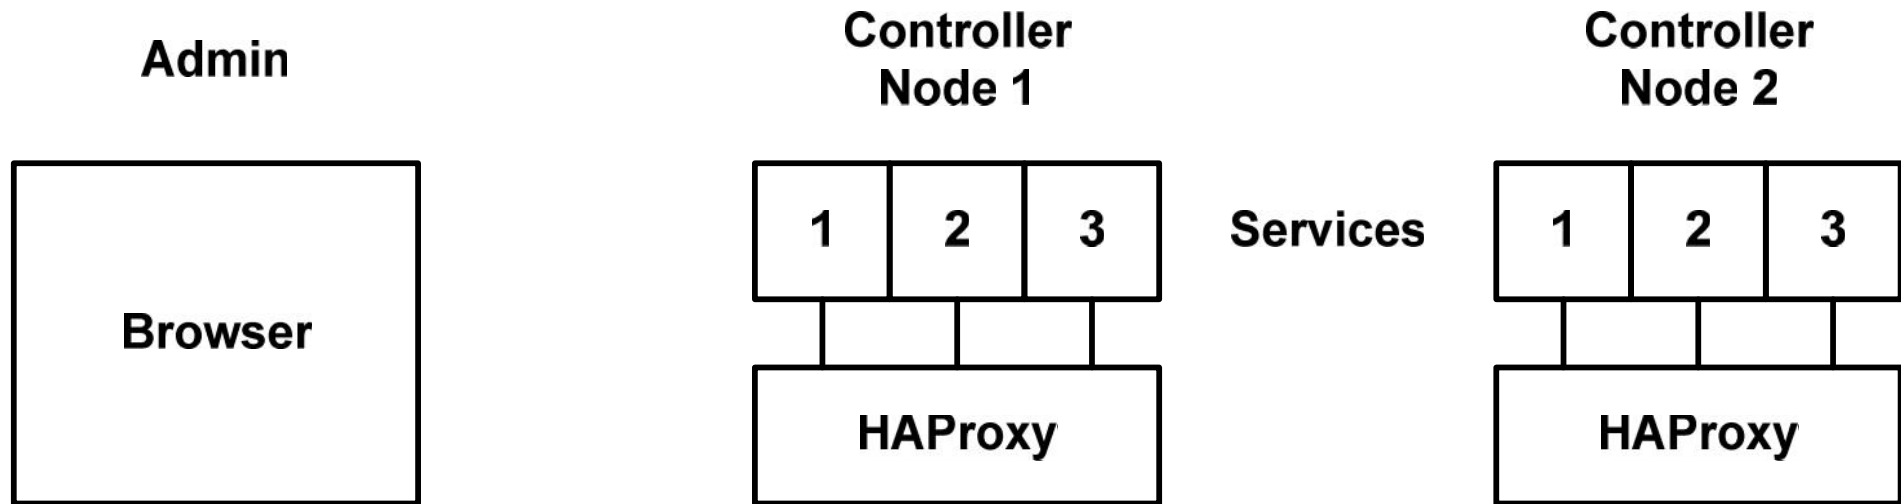 Admin
Controller
Node 1
Controller
Node 2
Browser
1 2 3
Services
1 2 3
HAProxy
HAProxy